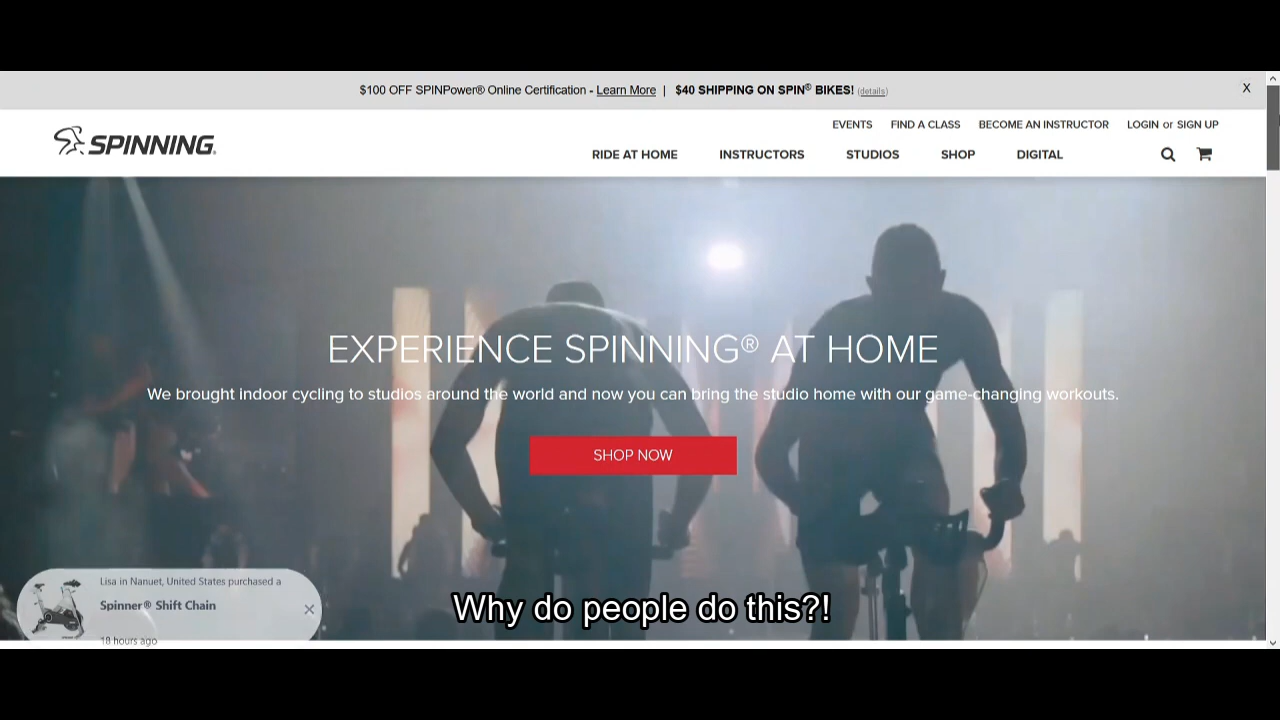 $100 OFF SPINPower® Online Certification - Learn More | $40 SHIPPING ON SPIN® BIKES! (details)
X
EVENTS FIND A CLASS BECOME AN INSTRUCTOR LOGIN or SIGN UP
SPINNING®
RIDE AT HOME INSTRUCTORS STUDIOS SHOP DIGITAL
EXPERIENCE SPINNING® AT HOME
We brought indoor cycling to studios around the world and now you can bring the studio home with our game-changing workouts.
SHOP NOW
Lisa in Nanuet, United States purchased a
Spinner® Shift Chain
18 hours ago
Why do people do this?!